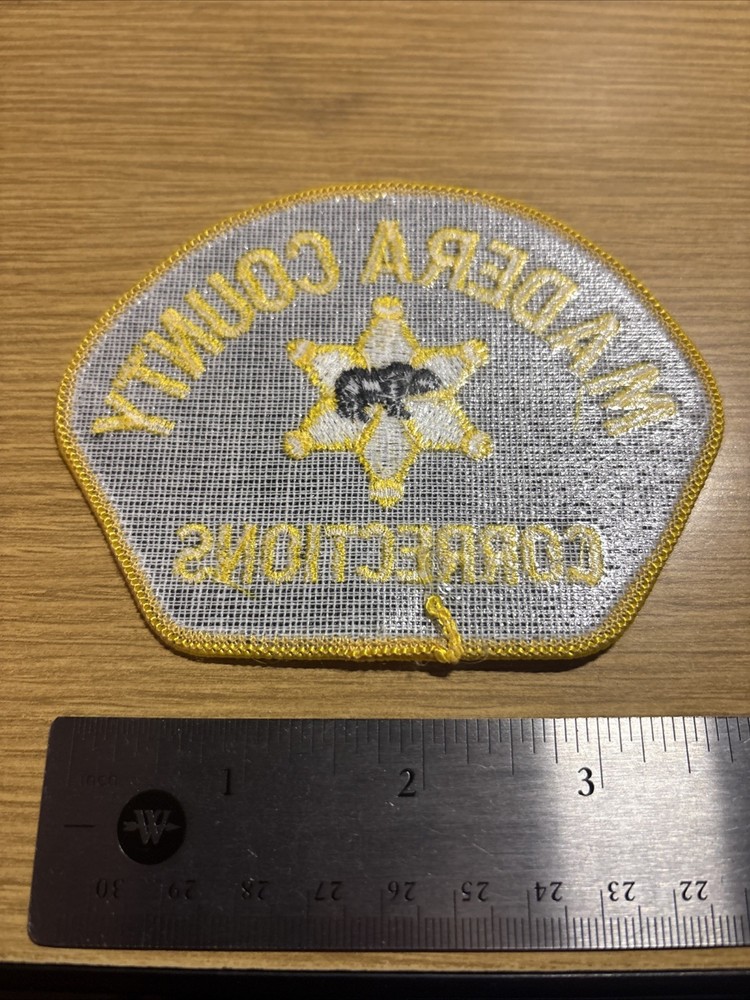 MADERA COUNTY
CORRECTIONS
1 2 3
W
30 29 28 27 26 25 24 23 22